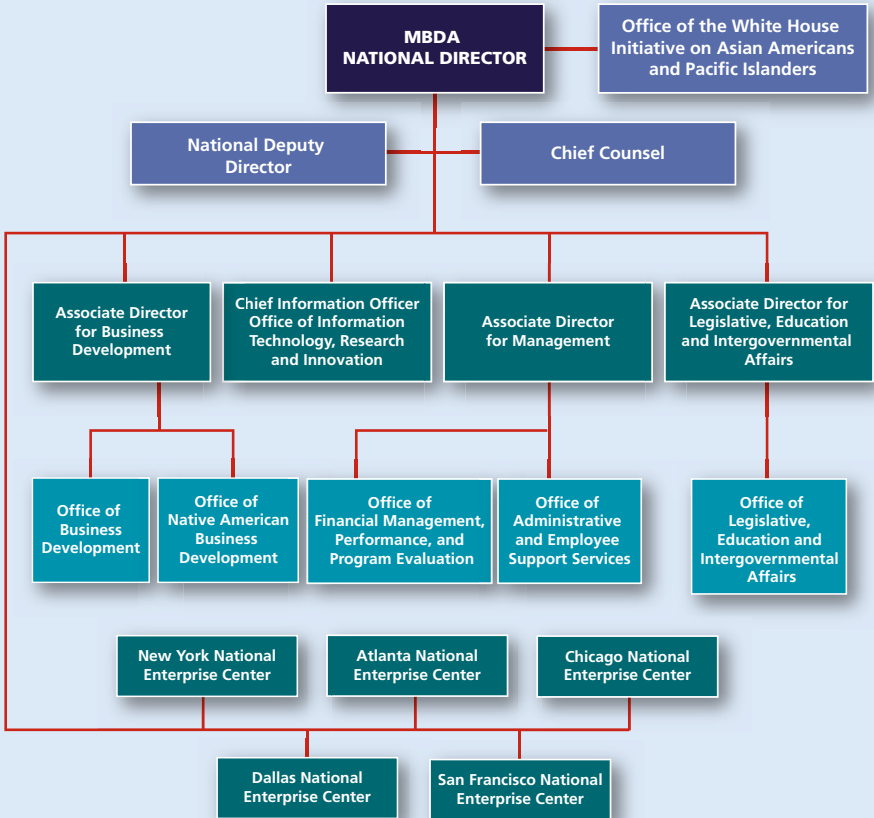 MBDA
NATIONAL DIRECTOR
Office of the White House
Initiative on Asian Americans
and Pacific Islanders
National Deputy
Director
Chief Counsel
Associate Director
for Business
Development
Chief Information Officer
Office of Information
Technology, Research
and Innovation
Associate Director
for Management
Associate Director for
Legislative, Education
and Intergovernmental
Affairs
Office of
Business
Development
Office of
Native American
Business
Development
Office of
Financial Management,
Performance, and
Program Evaluation
Office of
Administrative
and Employee
Support Services
Office of
Legislative,
Education and
Intergovernmental
Affairs
New York National
Enterprise Center
Atlanta National
Enterprise Center
Chicago National
Enterprise Center
Dallas National
Enterprise Center
San Francisco National
Enterprise Center